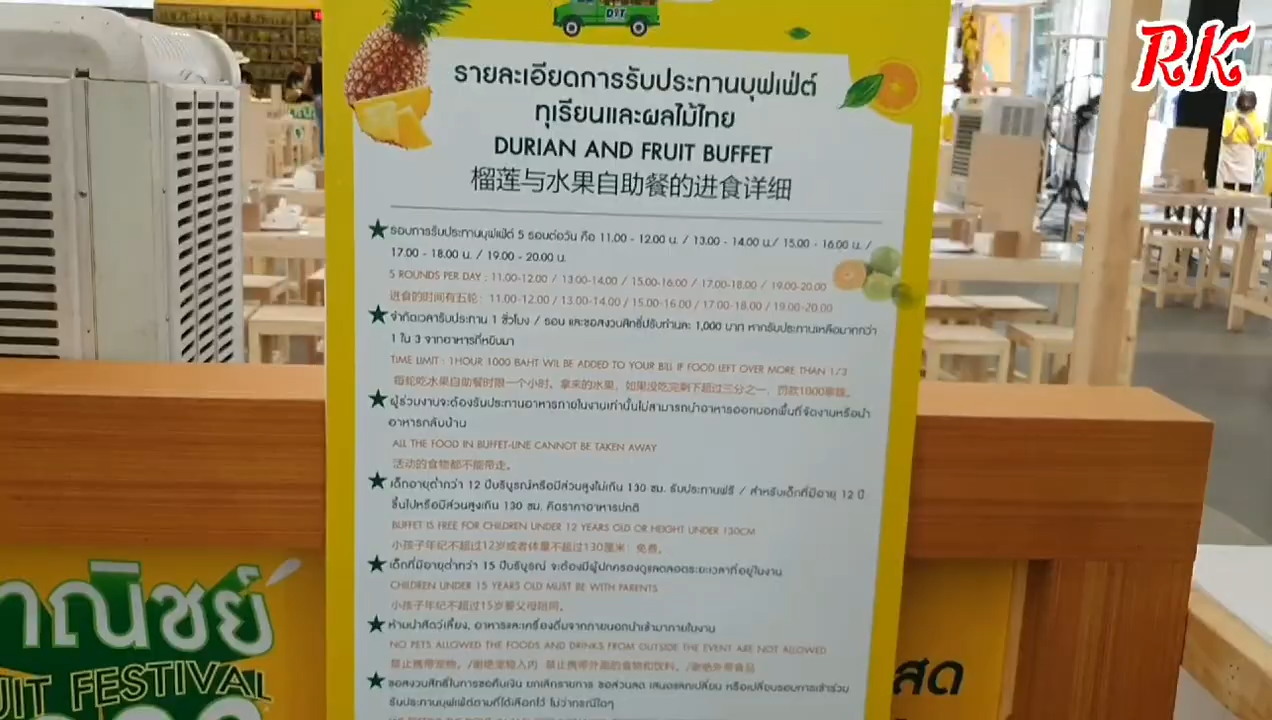 DIT
RK
รายละเอียดการรับประทานบุฟเฟ่ต์
ทุเรียนและผลไม้ไทย
DURIAN AND FRUIT BUFFET
榴莲与水果自助餐的进食详细
รอบการรับประทานบุฟเฟ่ต์ 5 รอบต่อวัน คือ 11.00 - 12.00 น. / 13.00 - 14.00 น./ 15.00 - 16.00 น. /
17.00 - 18.00 น. / 19.00 - 20.00 น.
5 ROUNDS PER DAY : 11.00-12.00 / 13.00-14.00 / 15.00-16.00 / 17.00-18.00 / 19.00-20.00
进食的时间有五轮: 11.00-12.00 / 13.00-14.00 / 15.00-16.00 / 17.00-18.00 / 19.00-20.00
จำกัดเวลารับประทาน 1 ชั่วโมง / รอบ และขอสงวนสิทธิ์ปรับท่านละ 1,000 บาท หากรับประทานเหลือมากกว่า
1 ใน 3 จากอาหารที่หยิบมา
TIME LIMIT : 1HOUR 1000 BAHT WIL BE ADDED TO YOUR BILL IF FOOD LEFT OVER MORE THAN 1/3
每轮吃水果自助餐时限一个小时。拿来的水果，如果没吃完剩下超过三分之一，罚款1000泰铢。
ผู้ร่วมงานจะต้องรับประทานอาหารภายในงานเท่านั้นไม่สามารถนำอาหารออกนอกพื้นที่จัดงานหรือนำ
อาหารกลับบ้าน
ALL THE FOOD IN BUFFET-LINE CANNOT BE TAKEN AWAY
活动的食物都不能带走。
เด็กอายุต่ำกว่า 12 ปีบริบูรณ์หรือมีส่วนสูงไม่เกิน 130 ซม. รับประทานฟรี / สำหรับเด็กที่มีอายุ 12 ปี
ขึ้นไปหรือมีส่วนสูงเกิน 130 ซม. คิดราคาอาหารปกติ
BUFFET IS FREE FOR CHILDREN UNDER 12 YEARS OLD OR HEIGHT UNDER 130CM
小孩子年纪不超过12岁或者体量不超过130厘米: 免费。
เด็กที่มีอายุต่ำกว่า 15 ปีบริบูรณ์ จะต้องมีผู้ปกครองดูแลตลอดระยะเวลาที่อยู่ในงาน
CHILDREN UNDER 15 YEARS OLD MUST BE WITH PARENTS
小孩子年纪不超过15岁要父母陪同。
ห้ามนำสัตว์เลี้ยง, อาหารและเครื่องดื่มจากภายนอกนำเข้ามาภายในงาน
NO PETS ALLOWED THE FOODS AND DRINKS FROM OUTSIDE THE EVENT ARE NOT ALLOWED
禁止携带宠物。/谢绝宠物入内 禁止携带外面的食物和饮料。/谢绝外带食品
ขอสงวนสิทธิ์ในการขอคืนเงิน ยกเลิกรายการ ขอส่วนลด เสนอแลกเปลี่ยน หรือเปลี่ยนรอบการเข้าร่วม
รับประทานบุฟเฟ่ต์ตามที่ได้เลือกไว้ ไม่ว่ากรณีใดๆ
าณิชย์
UIT FESTIVAL
สด